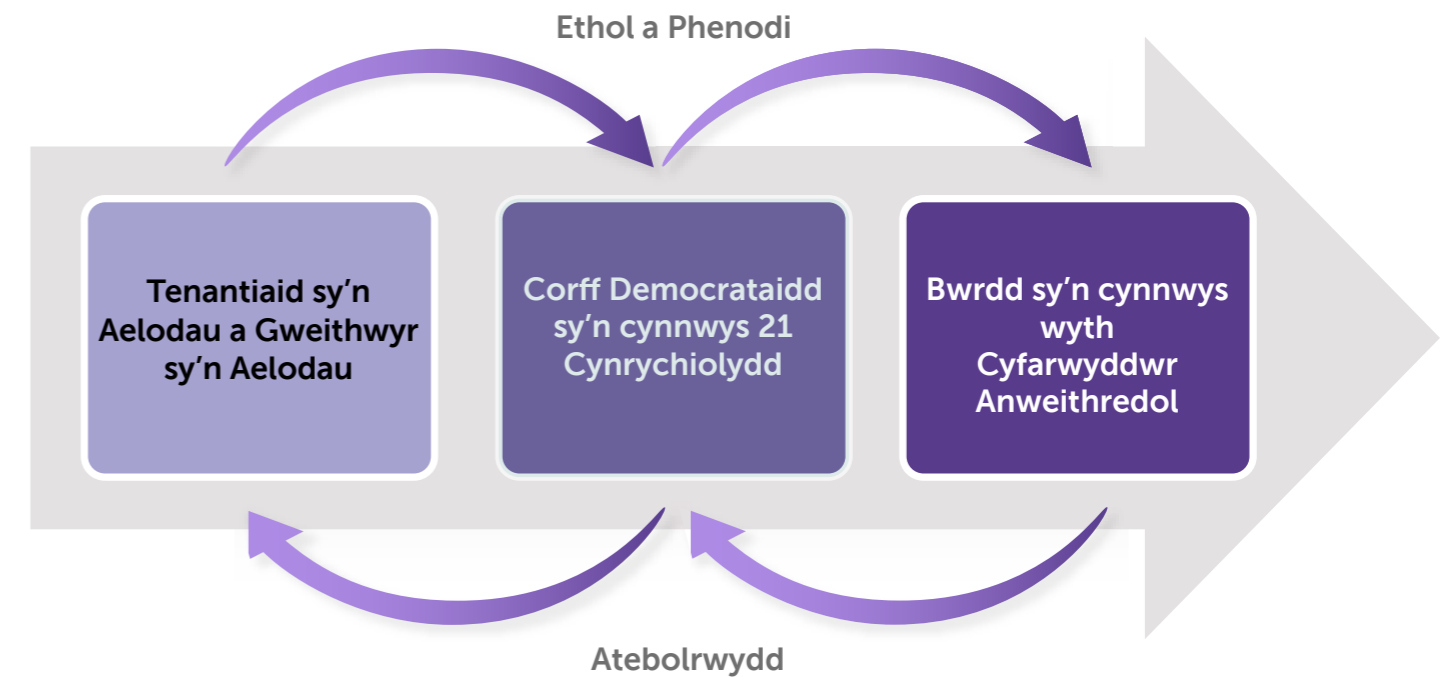 Ethol a Phenodi
Tenantiaid sy’n
Aelodau a Gweithwyr
sy’n Aelodau
Corff Democrataidd
sy’n cynnwys 21
Cynrychiolydd
Bwrdd sy’n cynnwys
wyth
Cyfarwyddwr
Anweithredol
Atebolrwydd